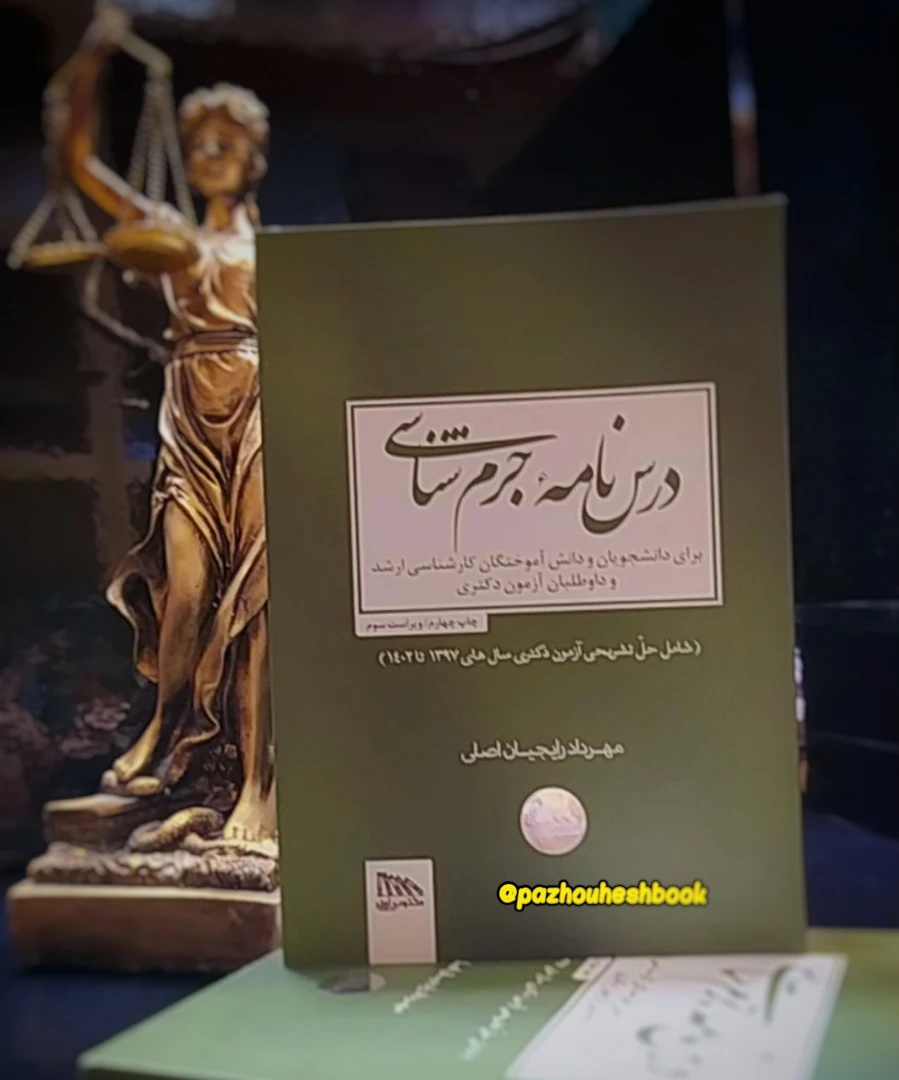 درس نامهٔ جرم شناسی
برای دانشجویان و دانش آموختگان کارشناسی ارشد
و داوطلبان آزمون دکتری
چاپ چهارم/ ویراست سوم
(شامل حلّ تشریحی آزمون دکتری سال های ۱۳۹۷ تا ۱۴۰۲)
مهرداد رایجیان اصلی
@pazhouheshbook